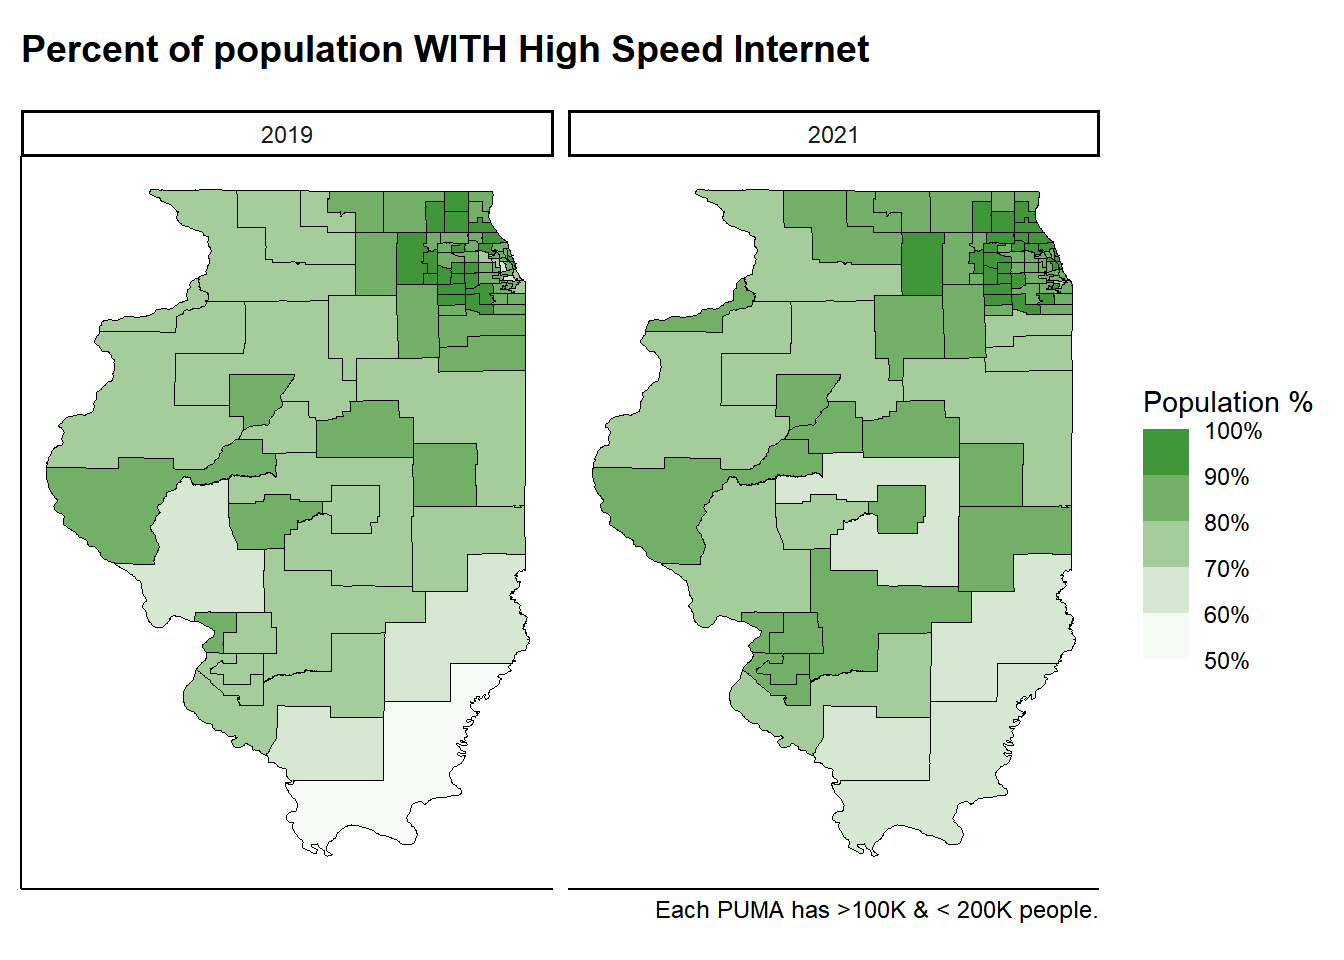 Percent of population WITH High Speed Internet
2019
2021
Population %
100%
90%
80%
70%
60%
50%
Each PUMA has >100K & < 200K people.